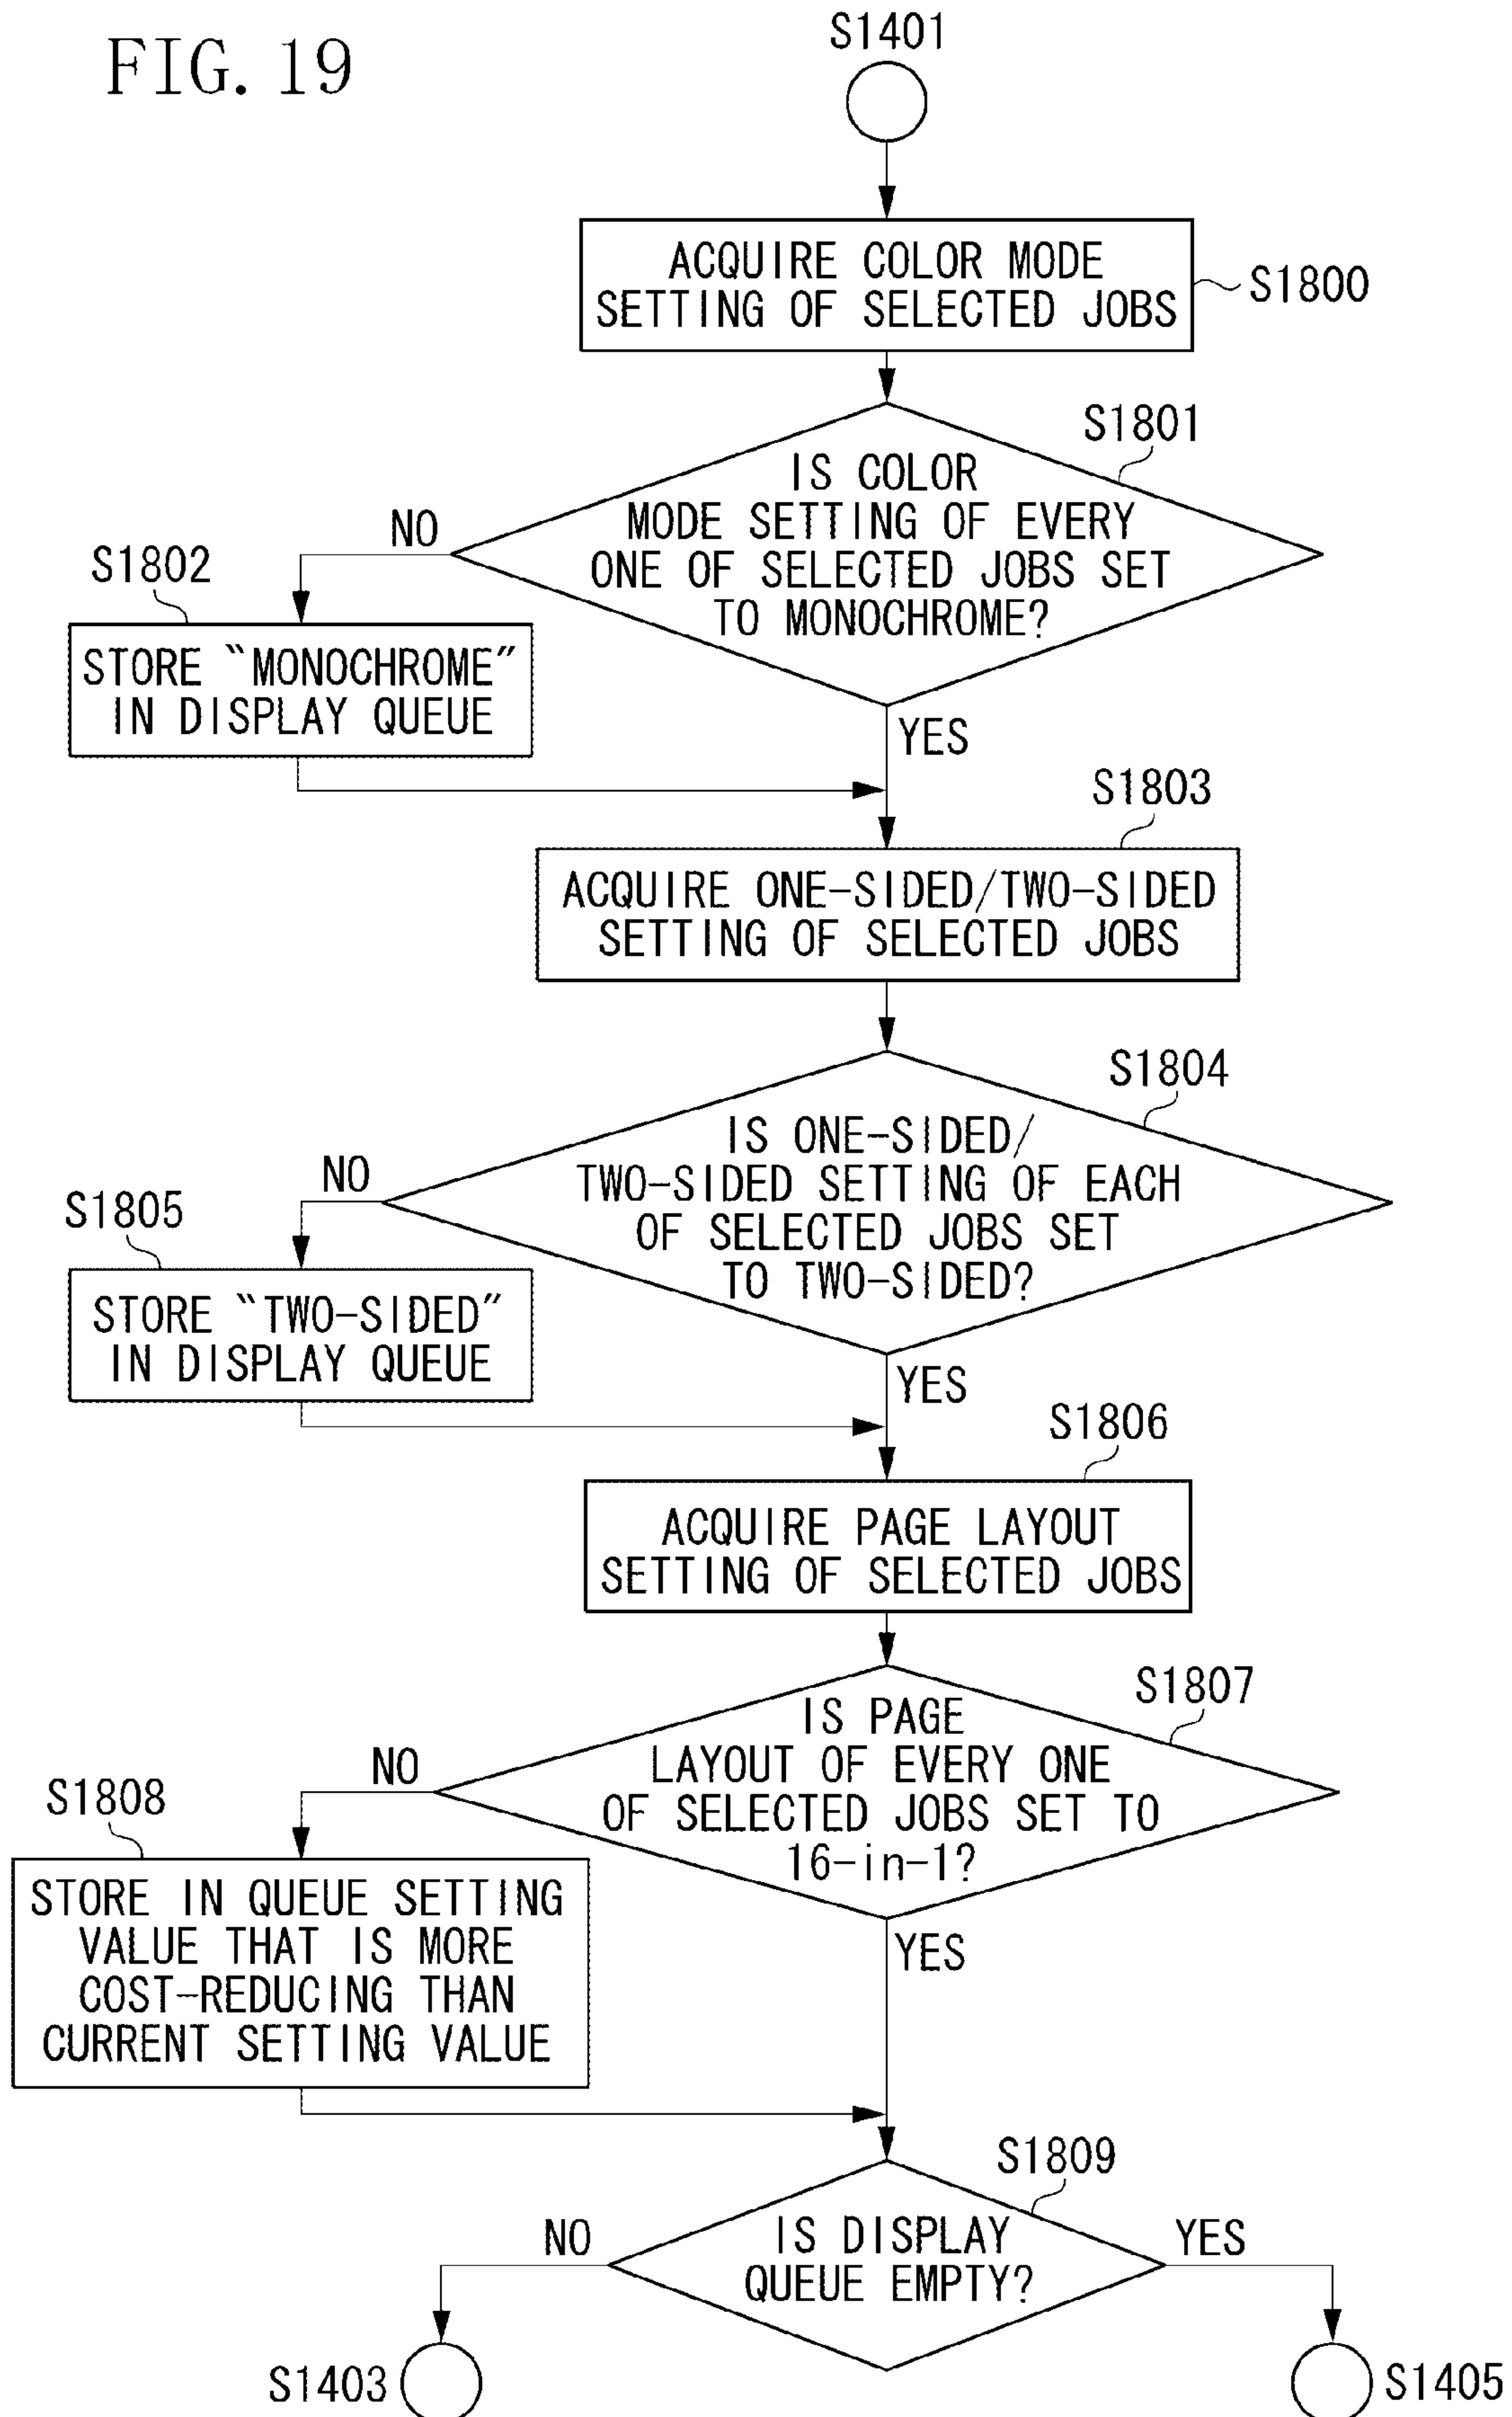 FIG. 19
S1401
ACQUIRE COLOR MODE
SETTING OF SELECTED JOBS
S1800
S1801
IS COLOR
MODE SETTING OF EVERY
ONE OF SELECTED JOBS SET
TO MONOCHROME?
NO
S1802
STORE "MONOCHROME"
IN DISPLAY QUEUE
YES
S1803
ACQUIRE ONE-SIDED/TWO-SIDED
SETTING OF SELECTED JOBS
S1804
IS ONE-SIDED/
TWO-SIDED SETTING OF EACH
OF SELECTED JOBS SET
TO TWO-SIDED?
NO
S1805
STORE "TWO-SIDED"
IN DISPLAY QUEUE
YES
S1806
ACQUIRE PAGE LAYOUT
SETTING OF SELECTED JOBS
S1807
IS PAGE
LAYOUT OF EVERY ONE
OF SELECTED JOBS SET TO
16-in-1?
NO
S1808
STORE IN QUEUE SETTING
VALUE THAT IS MORE
COST-REDUCING THAN
CURRENT SETTING VALUE
YES
S1809
IS DISPLAY
QUEUE EMPTY?
NO
YES
S1403
S1405